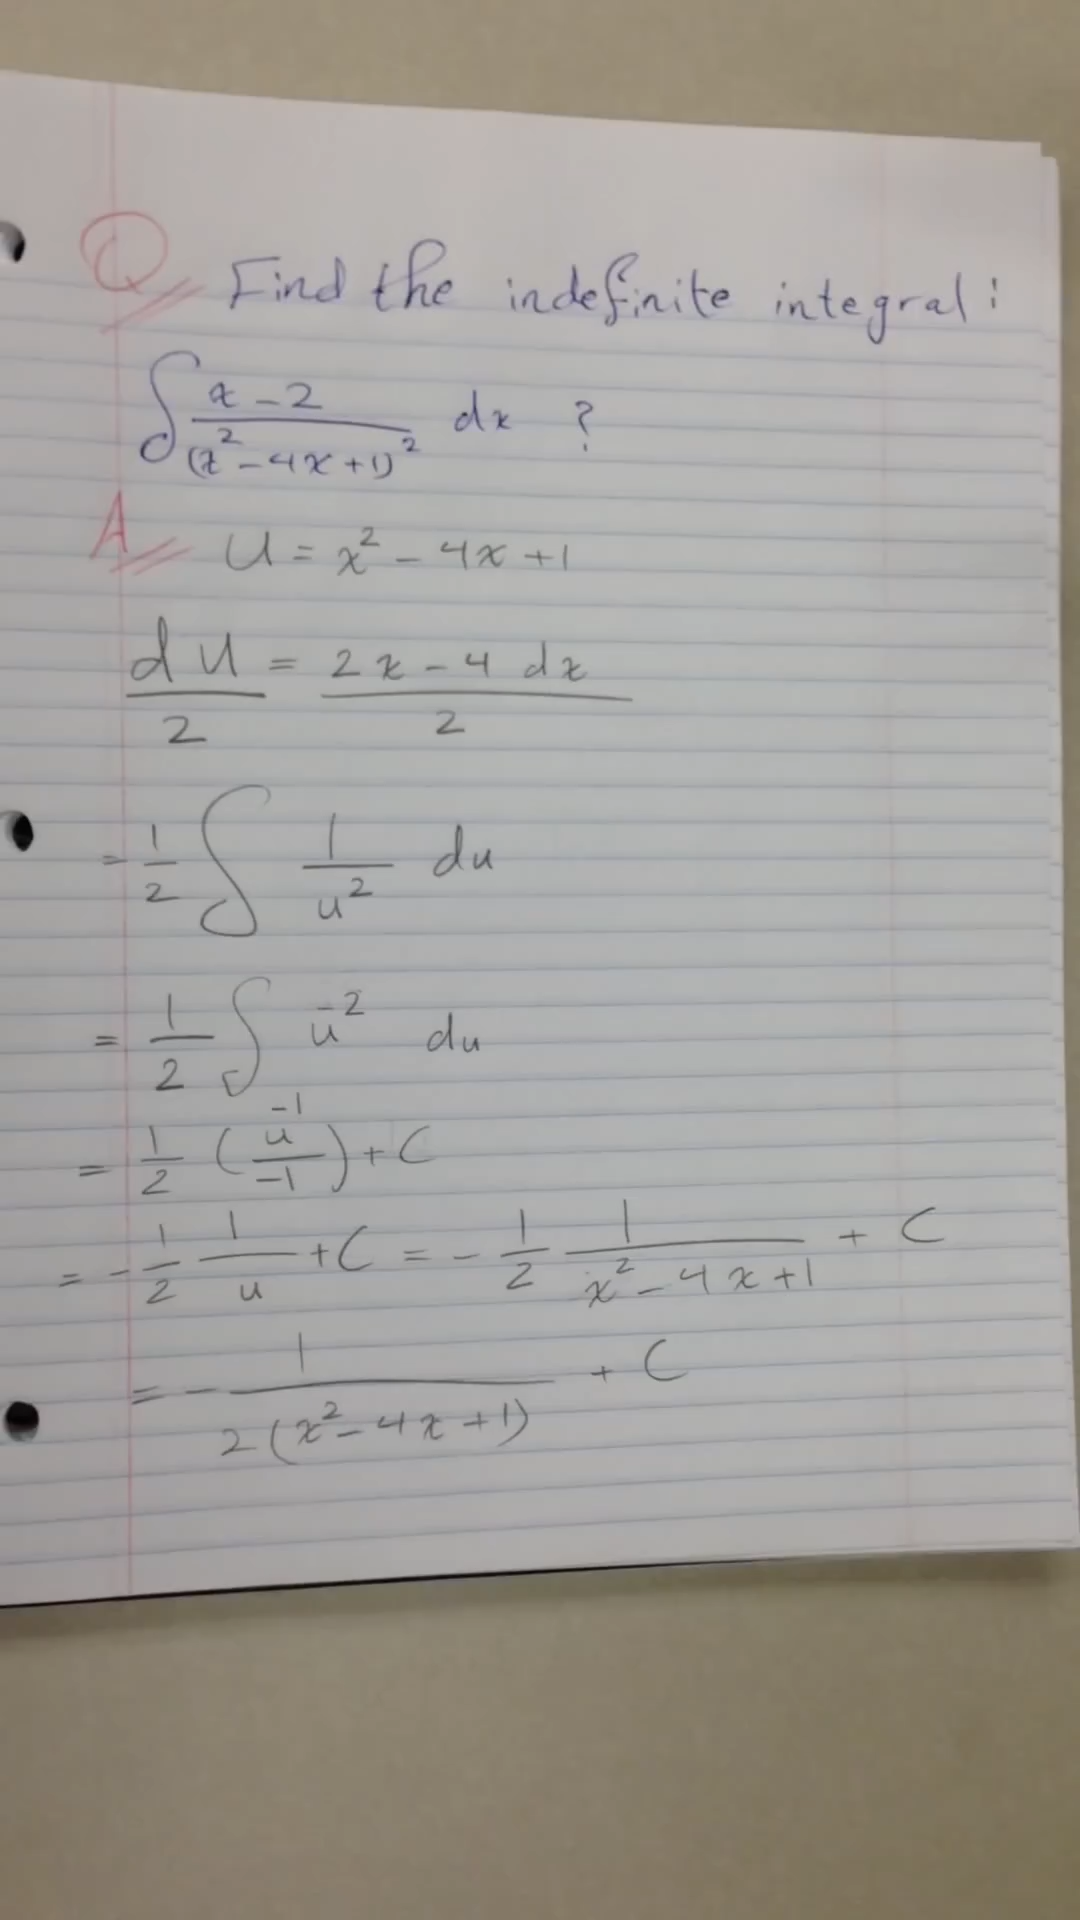 Q Find the indefinite integral:
∫ (x - 2)/(x² - 4x + 1)² dx ?
A u = x² - 4x + 1
du/2 = (2x - 4 dx)/2
= 1/2 ∫ 1/u² du
= 1/2 ∫ u⁻² du
= 1/2 (u⁻¹/-1) + C
= - 1/2 1/u + C = - 1/2 1/(x² - 4x + 1) + C
= - 1/(2(x² - 4x + 1)) + C